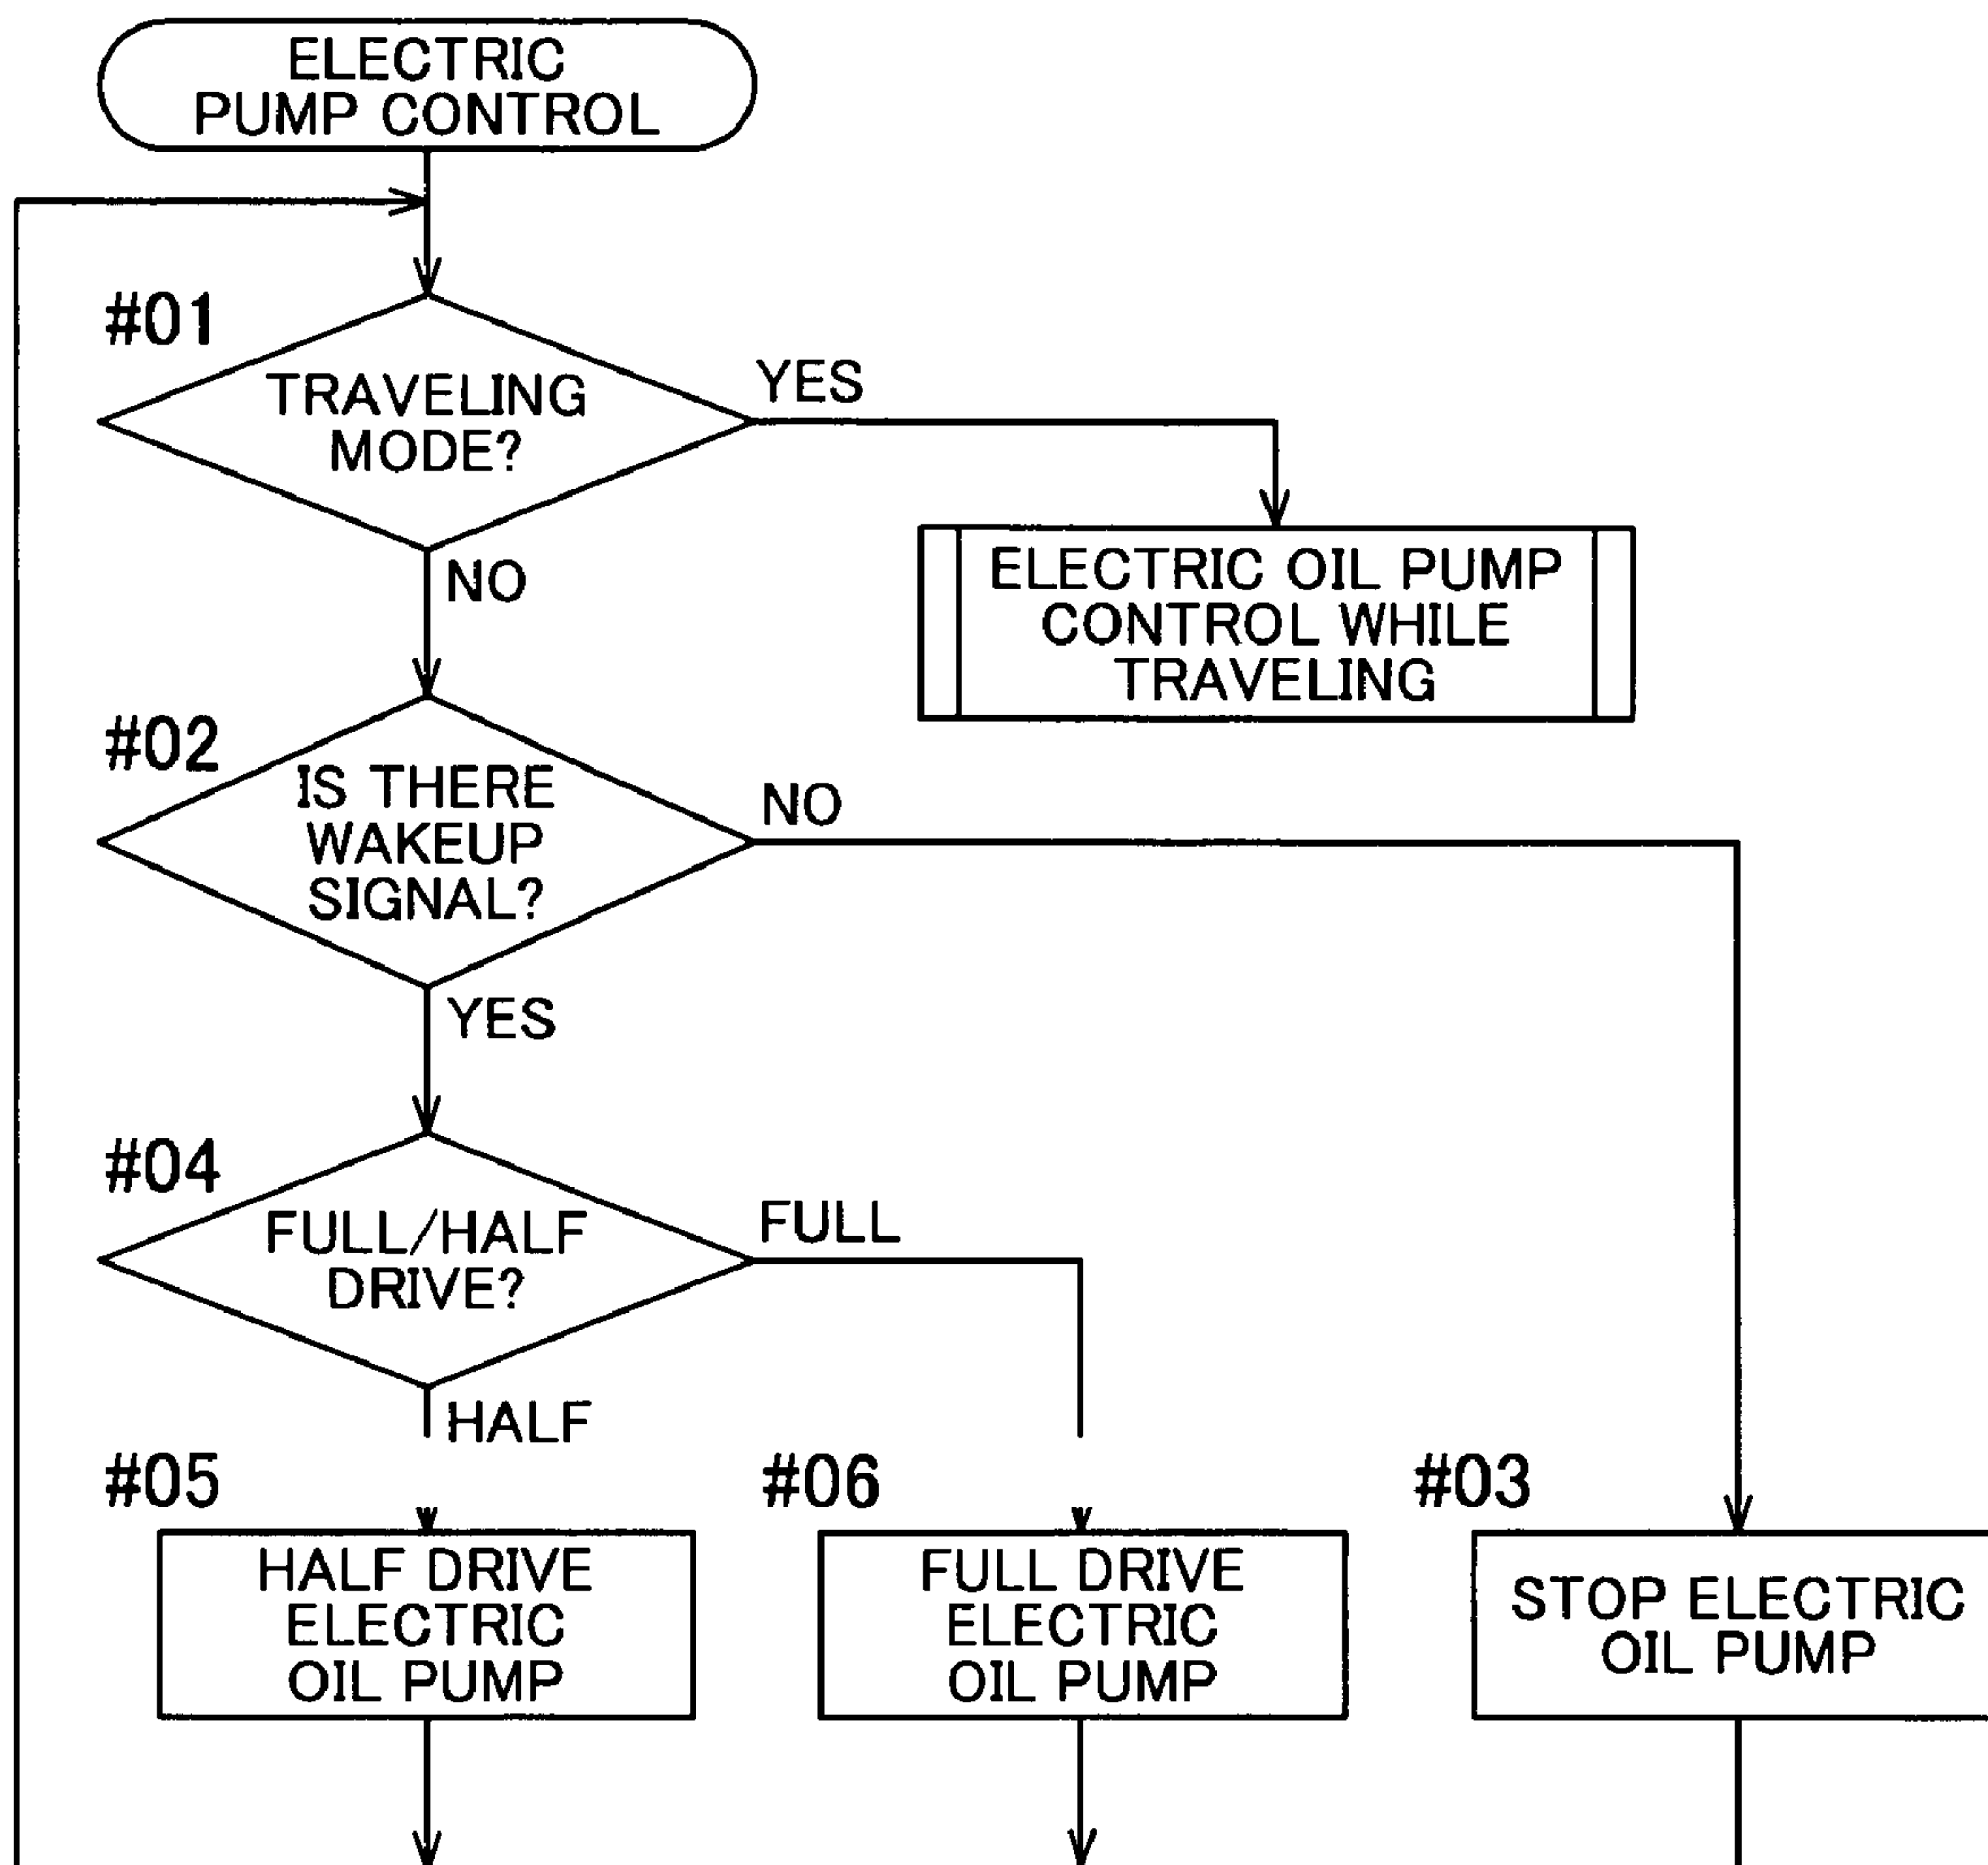 ELECTRIC
PUMP CONTROL
#01
TRAVELING
MODE?
YES
NO
ELECTRIC OIL PUMP
CONTROL WHILE
TRAVELING
#02
IS THERE
WAKEUP
SIGNAL?
NO
YES
#04
FULL/HALF
DRIVE?
FULL
HALF
#05
HALF DRIVE
ELECTRIC
OIL PUMP
#06
FULL DRIVE
ELECTRIC
OIL PUMP
#03
STOP ELECTRIC
OIL PUMP